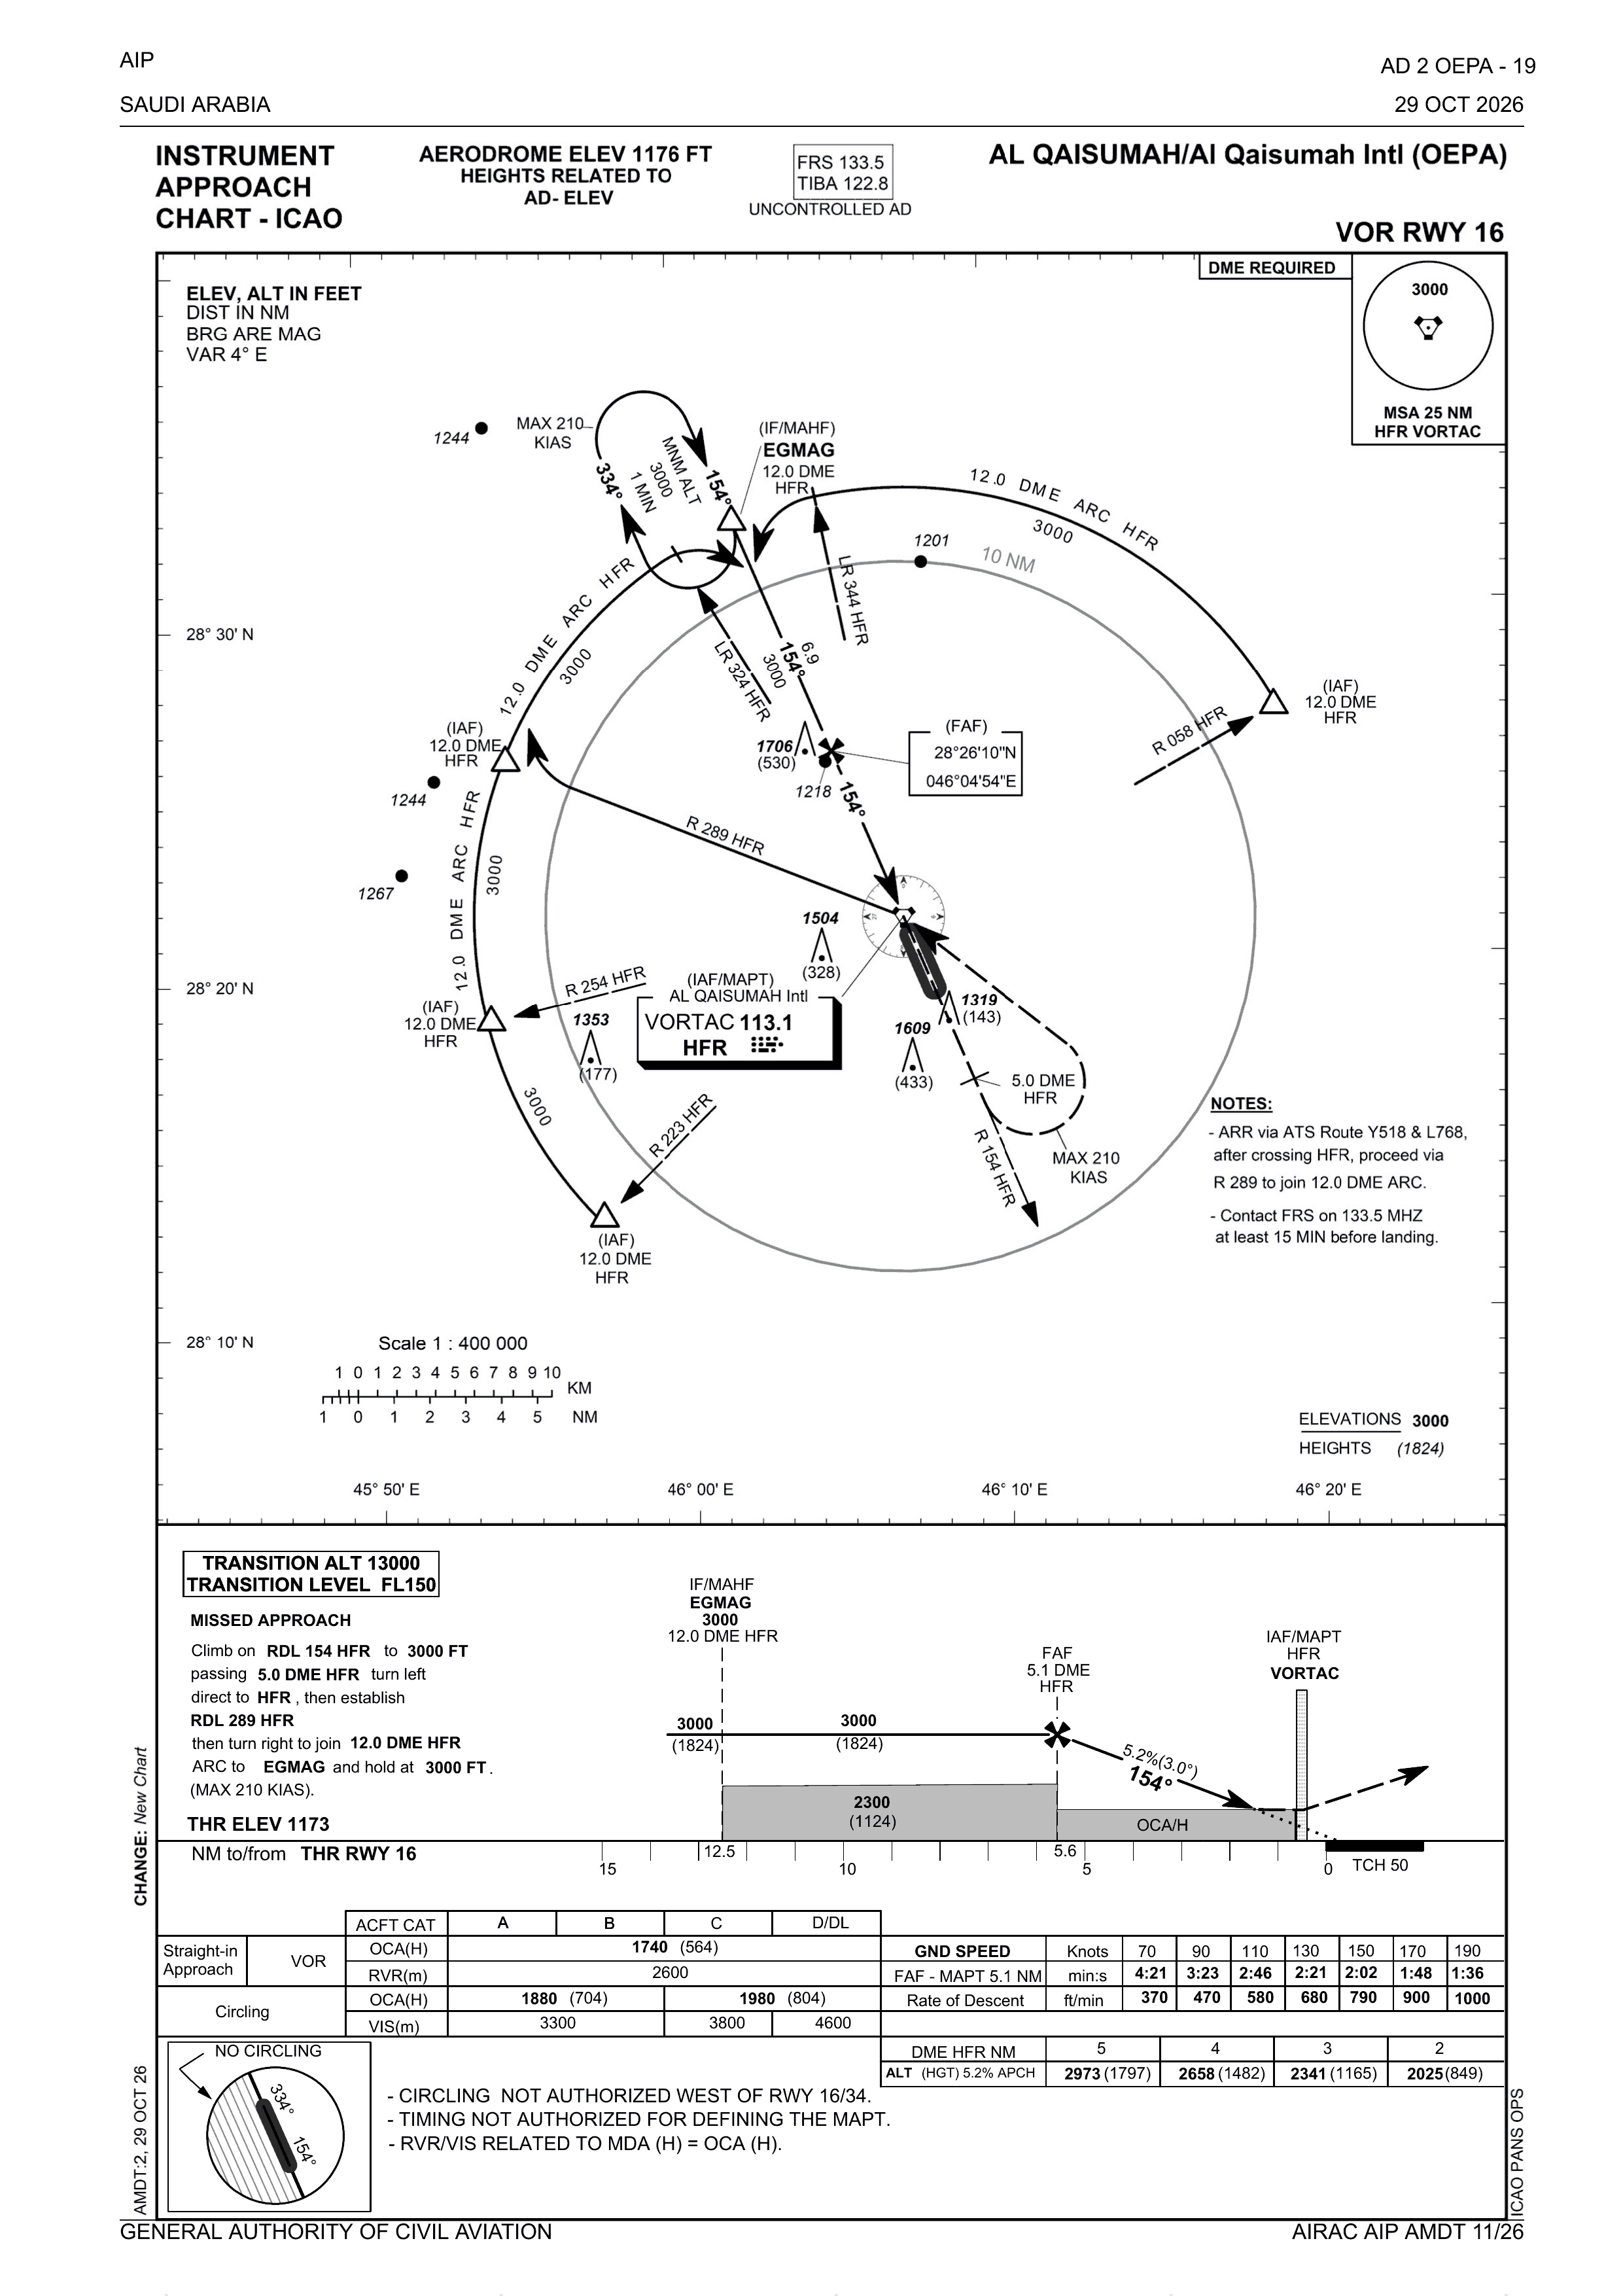 AIP
AD 2 OEPA - 19
SAUDI ARABIA
29 OCT 2026
INSTRUMENT
APPROACH
CHART - ICAO
AERODROME ELEV 1176 FT
HEIGHTS RELATED TO
AD- ELEV
FRS 133.5
TIBA 122.8
UNCONTROLLED AD
AL QAISUMAH/Al Qaisumah Intl (OEPA)
VOR RWY 16
DME REQUIRED
3000
MSA 25 NM
HFR VORTAC
ELEV, ALT IN FEET
DIST IN NM
BRG ARE MAG
VAR 4° E
1244
MAX 210
KIAS
334°
1 MIN
3000
MNM ALT
154°
(IF/MAHF)
EGMAG
12.0 DME
HFR
12.0 DME ARC HFR
3000
1201
10 NM
LR 344 HFR
12.0 DME ARC HFR
3000
LR 324 HFR
6.9
154°
3000
28° 30' N
(IAF)
12.0 DME
HFR
R 058 HFR
(IAF)
12.0 DME
HFR
1706
(530)
1218
(FAF)
28°26'10"N
046°04'54"E
154°
1244
R 289 HFR
1267
12.0 DME ARC HFR
3000
1504
(328)
28° 20' N
(IAF)
12.0 DME
HFR
R 254 HFR
1353
(177)
(IAF/MAPT)
AL QAISUMAH Intl
VORTAC 113.1
HFR
1319
(143)
1609
(433)
5.0 DME
HFR
MAX 210
KIAS
R 154 HFR
3000
R 223 HFR
(IAF)
12.0 DME
HFR
NOTES:
- ARR via ATS Route Y518 & L768,
after crossing HFR, proceed via
R 289 to join 12.0 DME ARC.
- Contact FRS on 133.5 MHZ
at least 15 MIN before landing.
28° 10' N
Scale 1 : 400 000
1 0 1 2 3 4 5 6 7 8 9 10
KM
1 0 1 2 3 4 5 NM
ELEVATIONS 3000
HEIGHTS (1824)
45° 50' E 46° 00' E 46° 10' E 46° 20' E
TRANSITION ALT 13000
TRANSITION LEVEL FL150
MISSED APPROACH
Climb on RDL 154 HFR to 3000 FT
passing 5.0 DME HFR turn left
direct to HFR , then establish
RDL 289 HFR
then turn right to join 12.0 DME HFR
ARC to EGMAG and hold at 3000 FT .
(MAX 210 KIAS).
THR ELEV 1173
NM to/from THR RWY 16
IF/MAHF
EGMAG
3000
12.0 DME HFR
FAF
5.1 DME
HFR
IAF/MAPT
HFR
VORTAC
3000
(1824)
3000
(1824)
5.2%(3.0°)
154°
2300
(1124)
OCA/H
15 12.5 10 5.6 5 0
TCH 50
CHANGE: New Chart
ACFT CAT A B C D/DL
Straight-in
Approach
VOR
OCA(H) 1740 (564)
RVR(m) 2600
Circling
OCA(H) 1880 (704) 1980 (804)
VIS(m) 3300 3800 4600
GND SPEED Knots 70 90 110 130 150 170 190
FAF - MAPT 5.1 NM min:s 4:21 3:23 2:46 2:21 2:02 1:48 1:36
Rate of Descent ft/min 370 470 580 680 790 900 1000
DME HFR NM 5 4 3 2
ALT (HGT) 5.2% APCH 2973 (1797) 2658 (1482) 2341 (1165) 2025 (849)
NO CIRCLING
334°
154°
- CIRCLING NOT AUTHORIZED WEST OF RWY 16/34.
- TIMING NOT AUTHORIZED FOR DEFINING THE MAPT.
- RVR/VIS RELATED TO MDA (H) = OCA (H).
AMDT:2, 29 OCT 26
ICAO PANS OPS
GENERAL AUTHORITY OF CIVIL AVIATION
AIRAC AIP AMDT 11/26